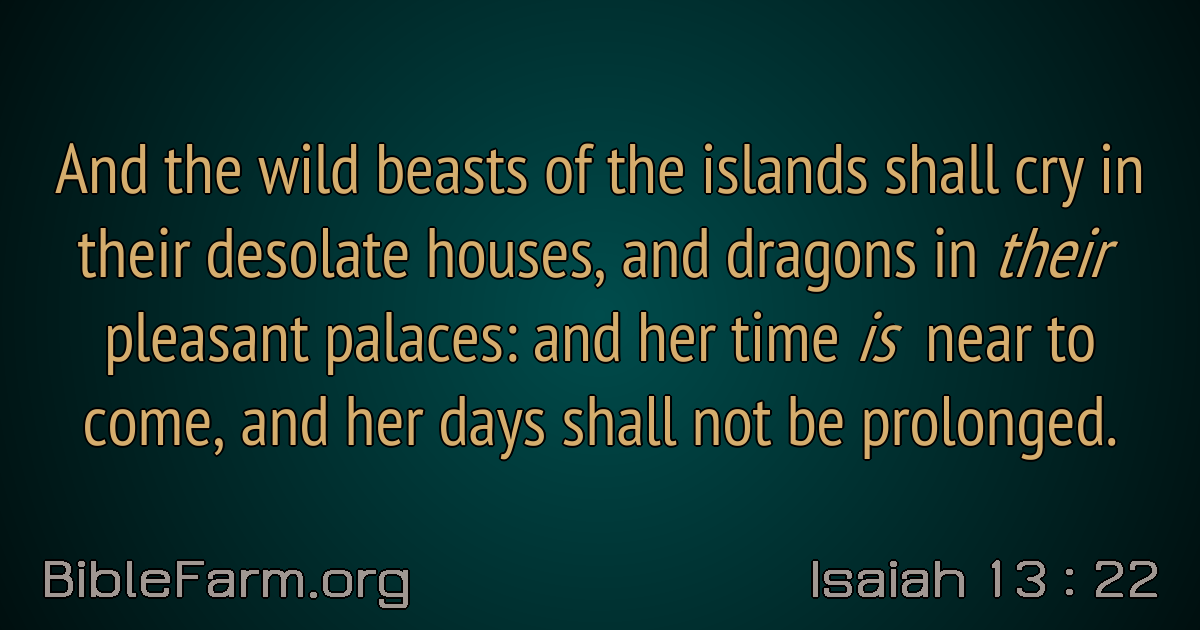 And the wild beasts of the islands shall cry in
their desolate houses, and dragons in their
pleasant palaces: and her time is near to
come, and her days shall not be prolonged.
BibleFarm.org
Isaiah 13 : 22